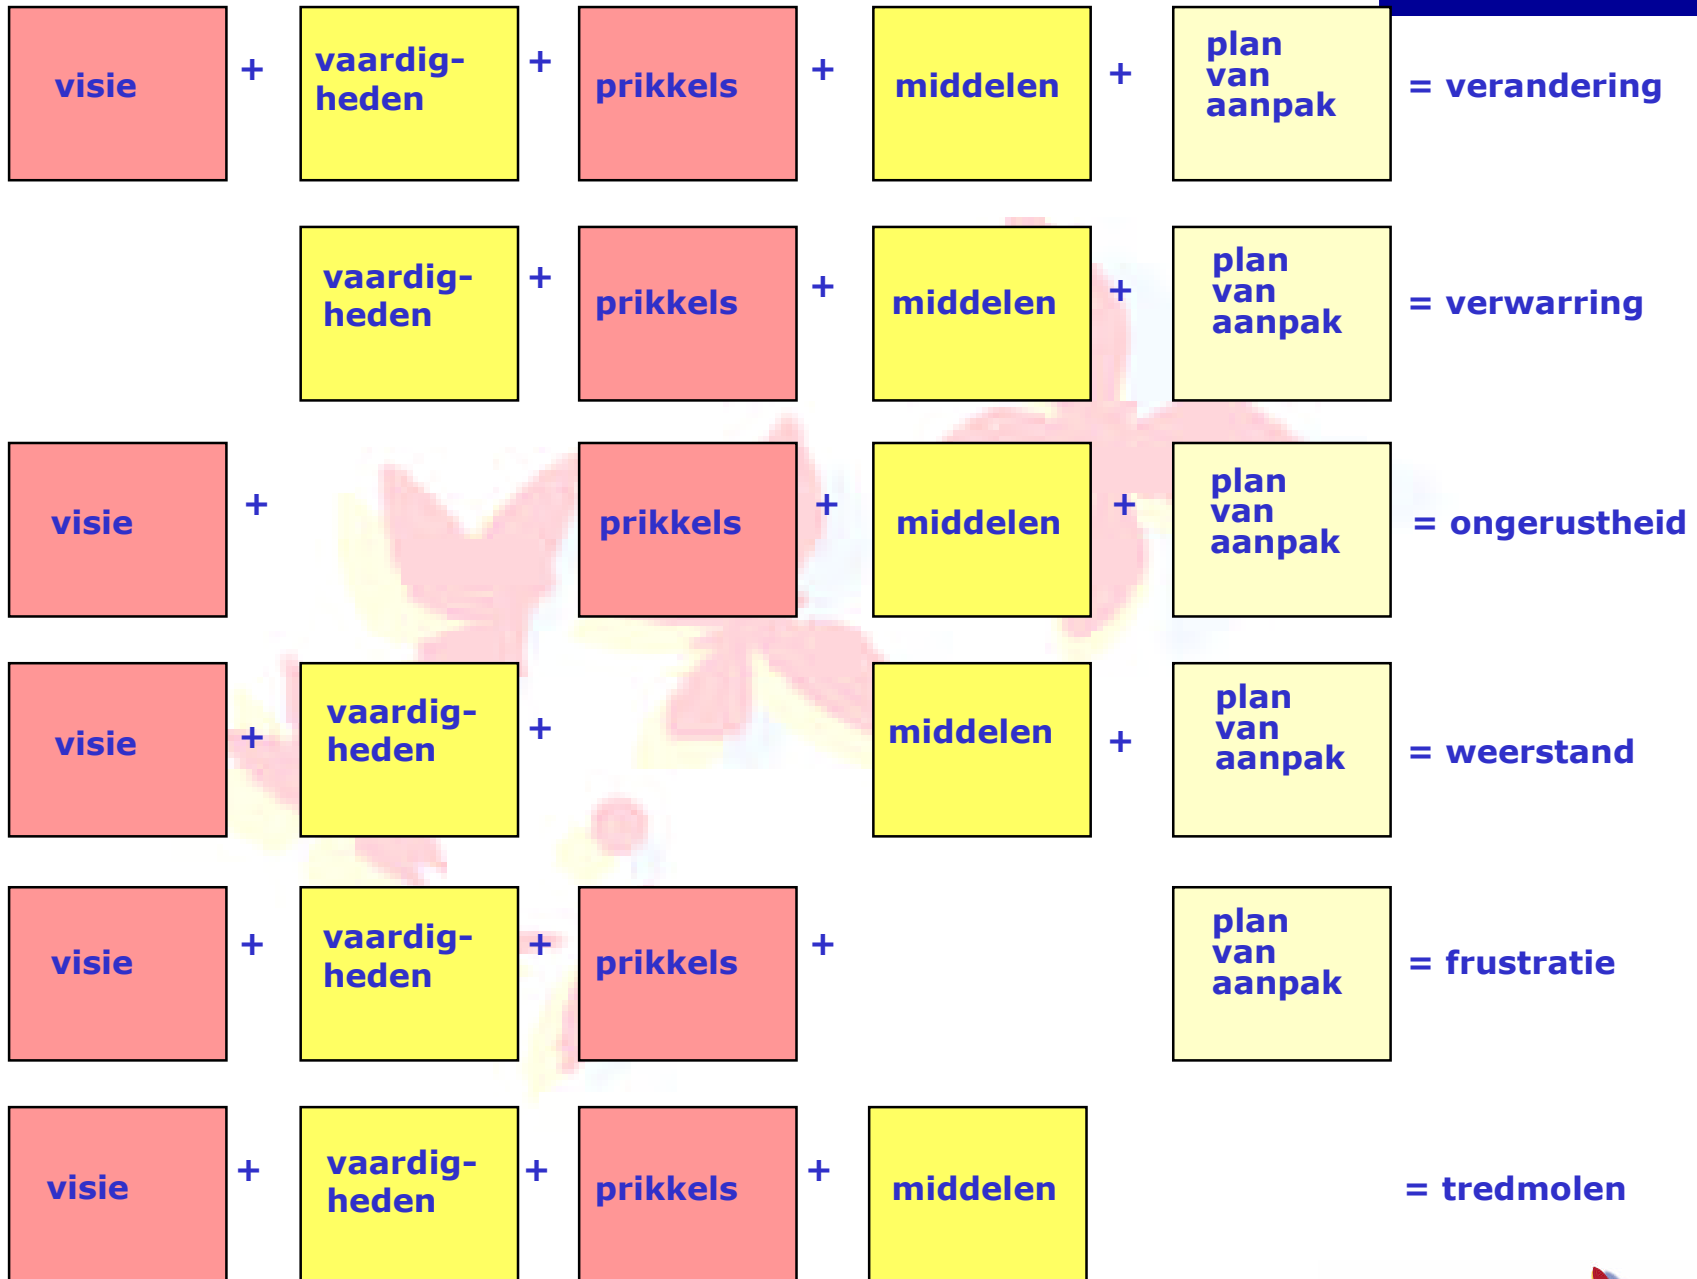 visie + vaardig- + prikkels + middelen + plan = verandering
heden van
aanpak
vaardig- + prikkels + middelen + plan = verwarring
heden van
aanpak
visie + prikkels + middelen + plan = ongerustheid
van
aanpak
visie + vaardig- + middelen + plan = weerstand
heden van
aanpak
visie + vaardig- + prikkels + plan = frustratie
heden van
aanpak
visie + vaardig- + prikkels + middelen = tredmolen
heden